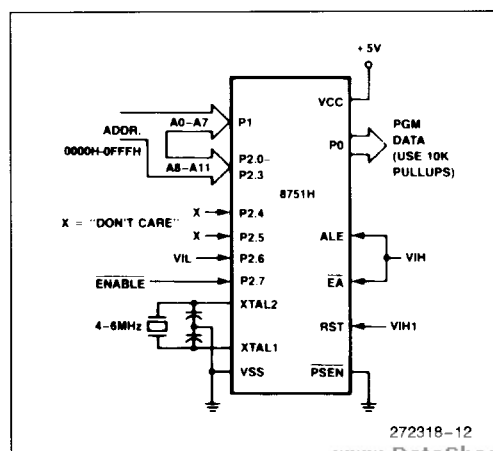 + 5V
VCC
P1
A0-A7
ADDR.
0000H-0FFFH
P2.0-
P2.3
A8-A11
P0
PGM
DATA
(USE 10K
PULLUPS)
8751H
X = "DON'T CARE"
X
P2.4
X
P2.5
VIL
P2.6
ENABLE
P2.7
ALE
VIH
EA
4-6MHz
XTAL2
XTAL1
RST
VIH1
VSS
PSEN
272318-12